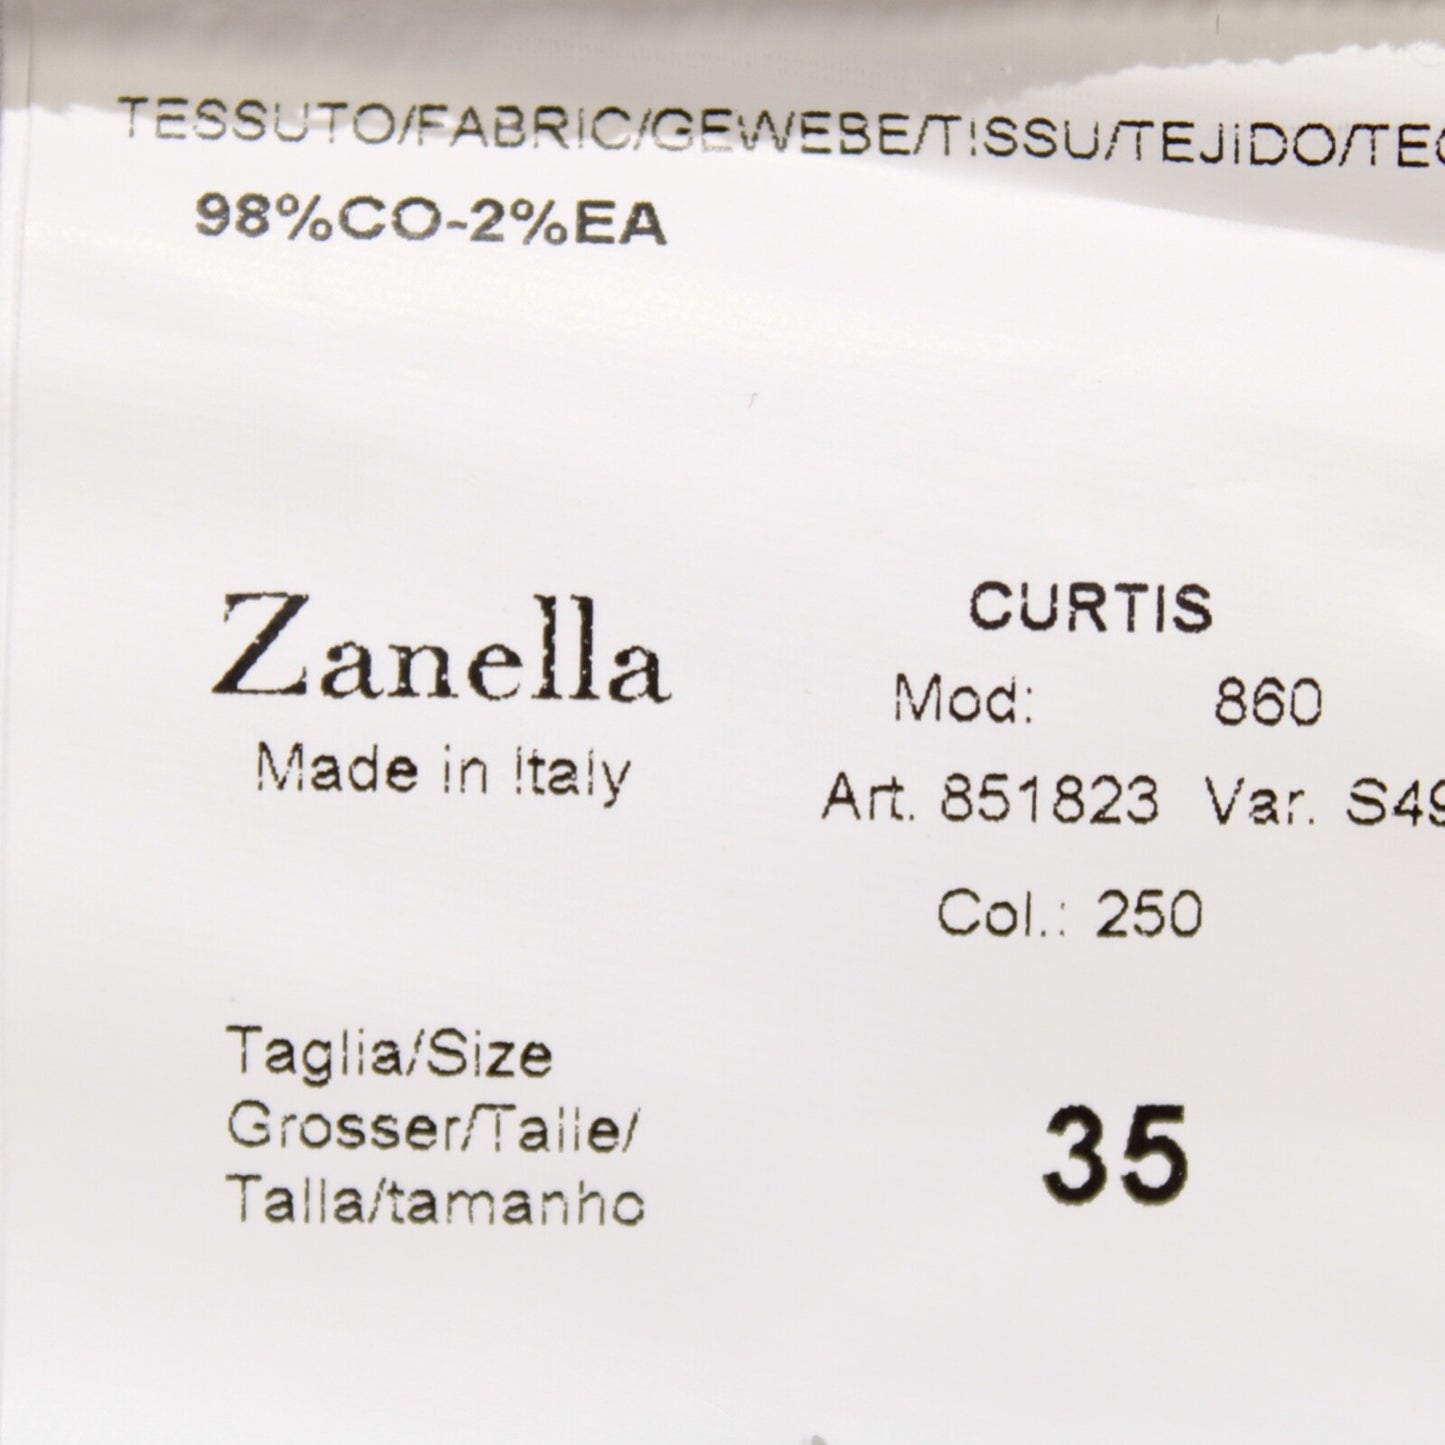 TESSUTO/FABRIC/GEWEBE/TISSU/TEJIDO/TEC
98%CO-2%EA
Zanella
Made in Italy
CURTIS
Mod: 860
Art. 851823 Var. S49
Col.: 250
Taglia/Size
Grosser/Taille/
Talla/tamanho
35